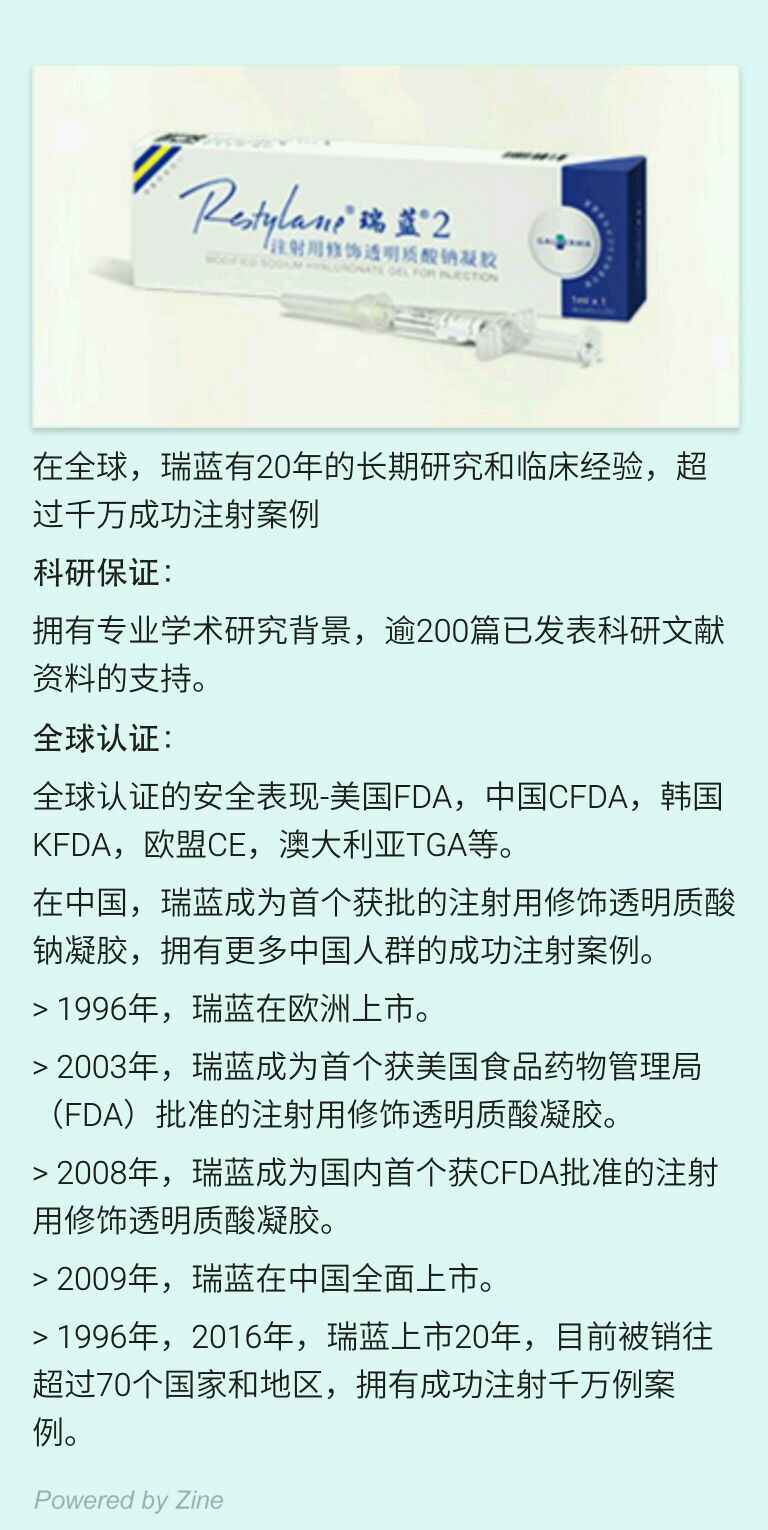 Restylane® 瑞蓝®2
注射用修饰透明质酸钠凝胶
MODIFIED SODIUM HYALURONATE GEL FOR INJECTION
GALDERMA
1ml x 1
在全球，瑞蓝有20年的长期研究和临床经验，超
过千万成功注射案例
科研保证：
拥有专业学术研究背景，逾200篇已发表科研文献
资料的支持。
全球认证：
全球认证的安全表现-美国FDA，中国CFDA，韩国
KFDA，欧盟CE，澳大利亚TGA等。
在中国，瑞蓝成为首个获批的注射用修饰透明质酸
钠凝胶，拥有更多中国人群的成功注射案例。
> 1996年，瑞蓝在欧洲上市。
> 2003年，瑞蓝成为首个获美国食品药物管理局
（FDA）批准的注射用修饰透明质酸凝胶。
> 2008年，瑞蓝成为国内首个获CFDA批准的注射
用修饰透明质酸凝胶。
> 2009年，瑞蓝在中国全面上市。
> 1996年，2016年，瑞蓝上市20年，目前被销往
超过70个国家和地区，拥有成功注射千万例案
例。
Powered by Zine